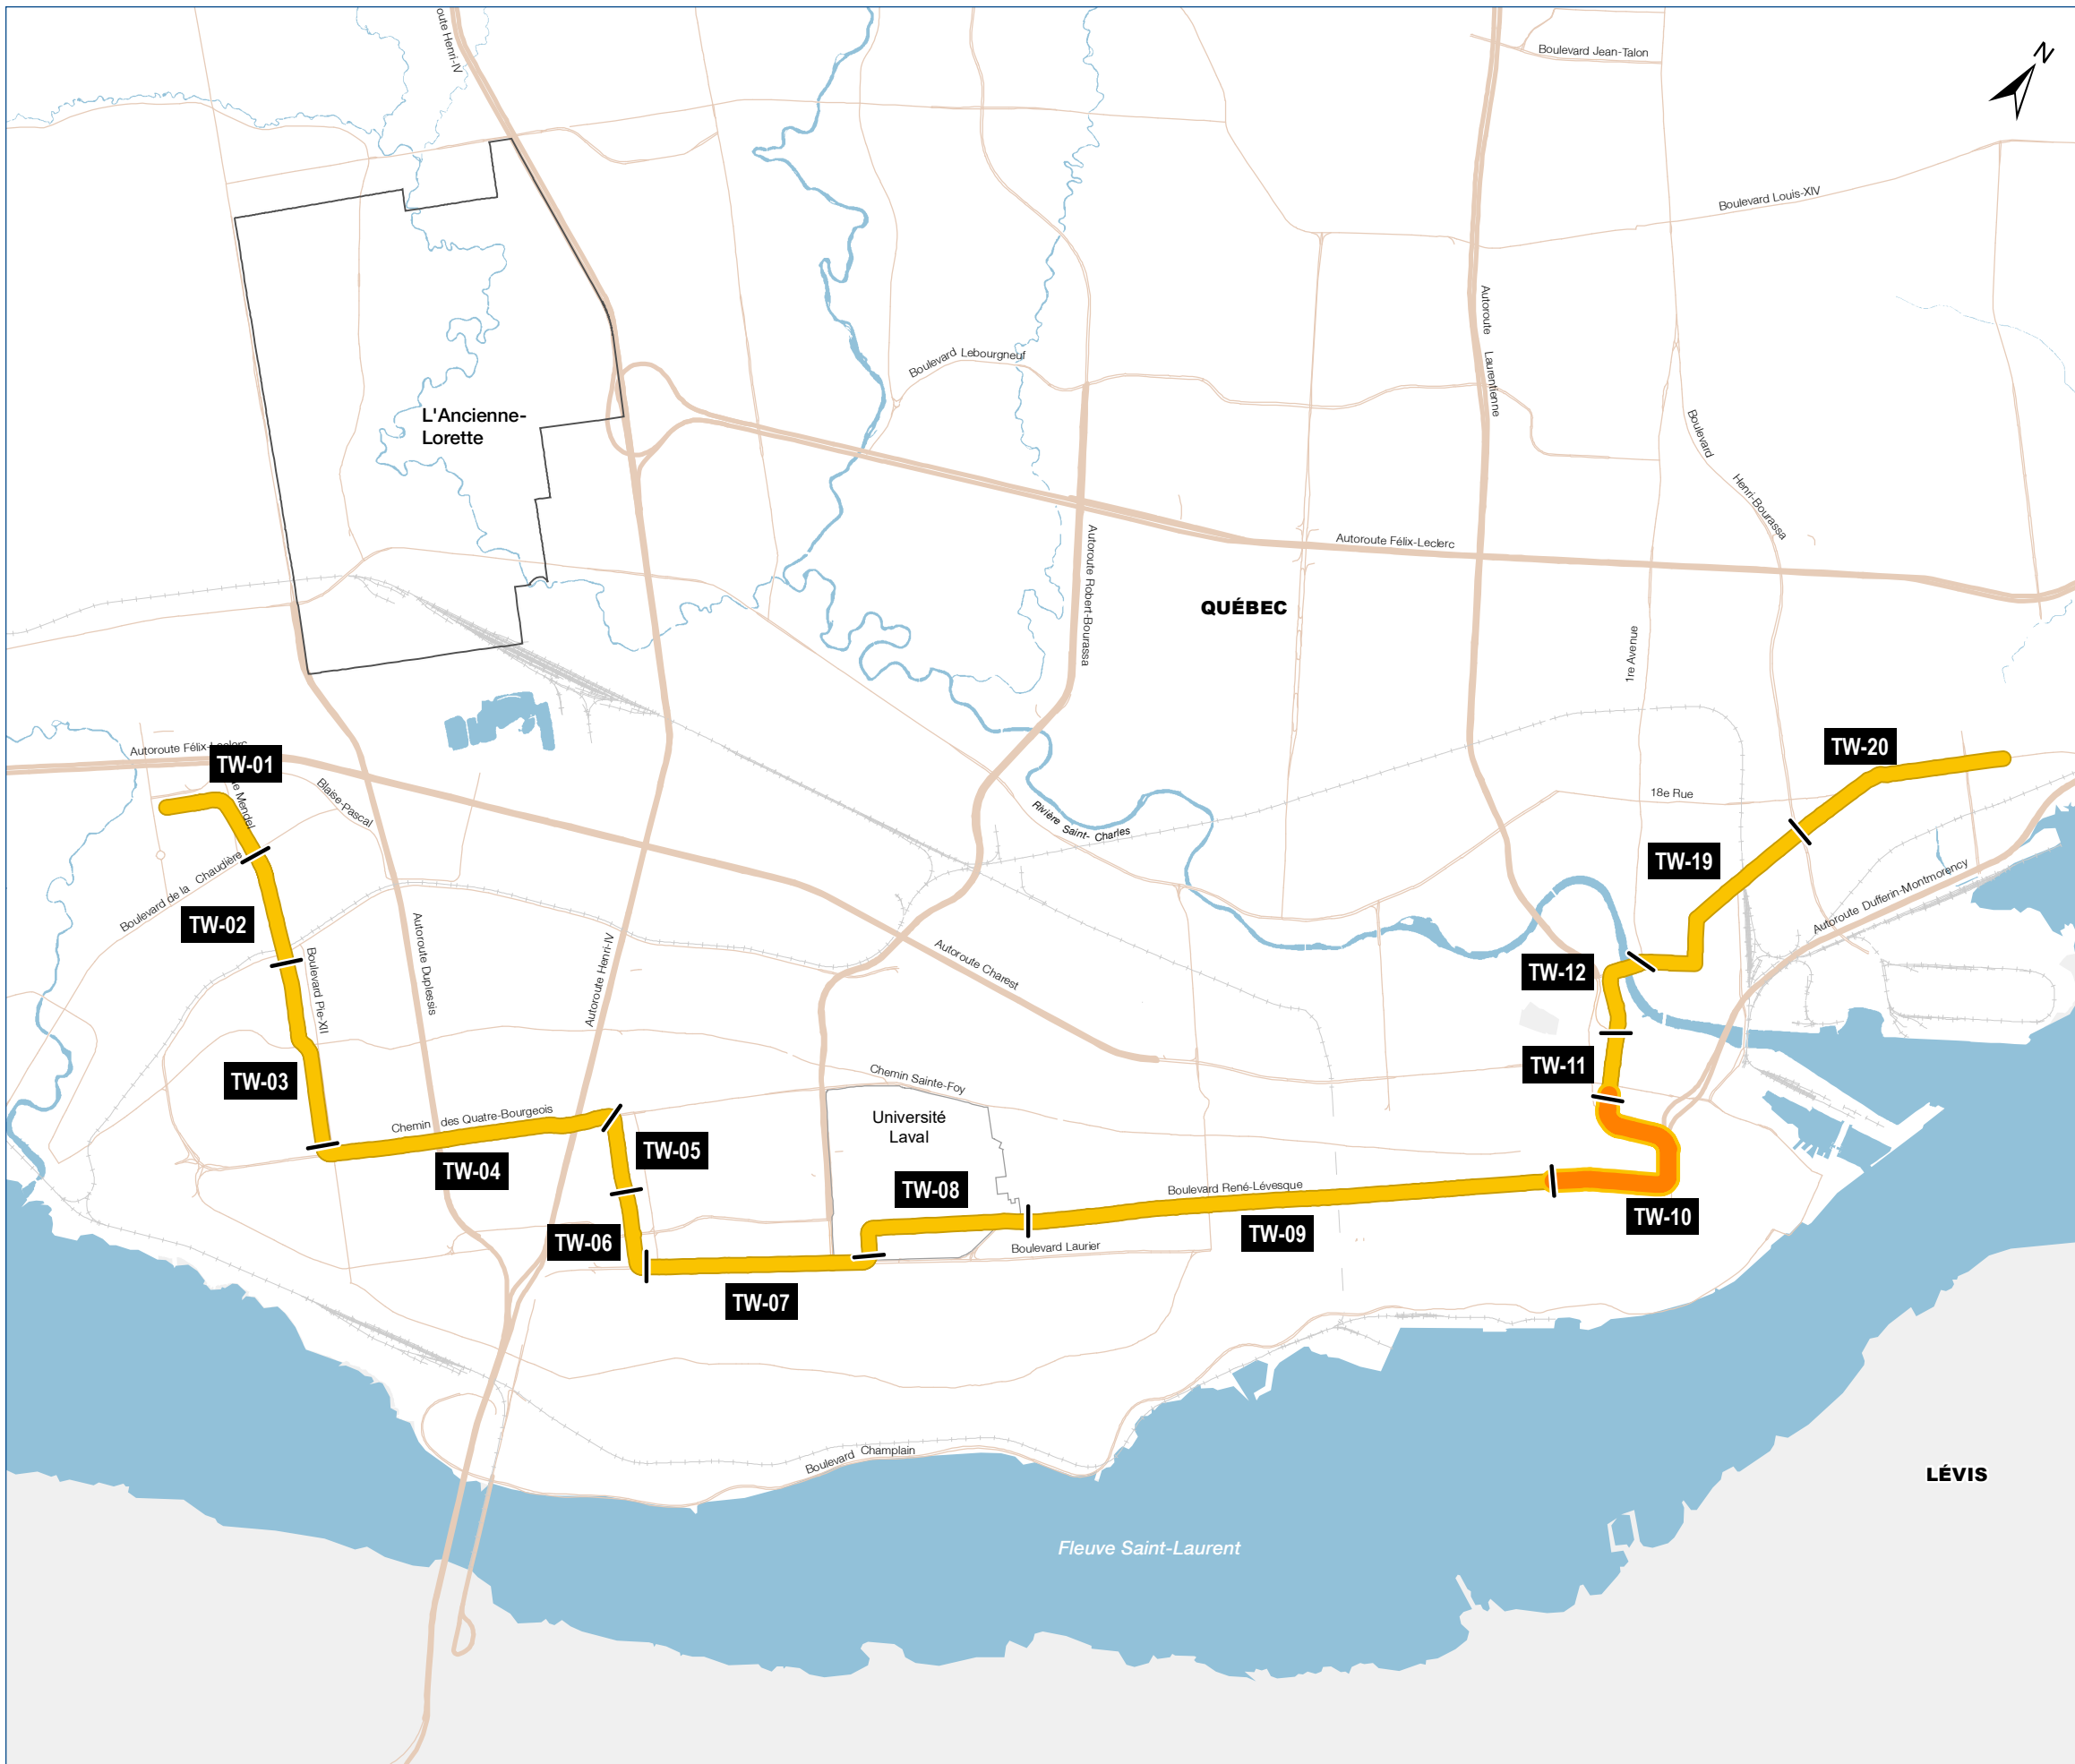 oute Henri-IV
Boulevard Jean-Talon
N
Boulevard Louis-XIV
Autoroute Laurentienne
Boulevard Lebourgneuf
L'Ancienne-
Lorette
Boulevard Henri-Bourassa
Autoroute Félix-Leclerc
Autoroute Robert-Bourassa
QUÉBEC
1re Avenue
Autoroute Félix-Leclerc
TW-01
TW-20
Blaise-Pascal
Mendel
18e Rue
Rivière Saint- Charles
TW-19
Boulevard de la Chaudière
TW-02
Autoroute Dufferin-Montmorency
Autoroute Duplessis
Boulevard Pie-XII
Autoroute Henri-IV
Autoroute Charest
TW-12
TW-11
TW-03
Chemin Sainte-Foy
Chemin des Quatre-Bourgeois
Université
Laval
TW-05
TW-04
TW-08
Boulevard René-Lévesque
TW-10
TW-09
TW-06
Boulevard Laurier
TW-07
Boulevard Champlain
LÉVIS
Fleuve Saint-Laurent